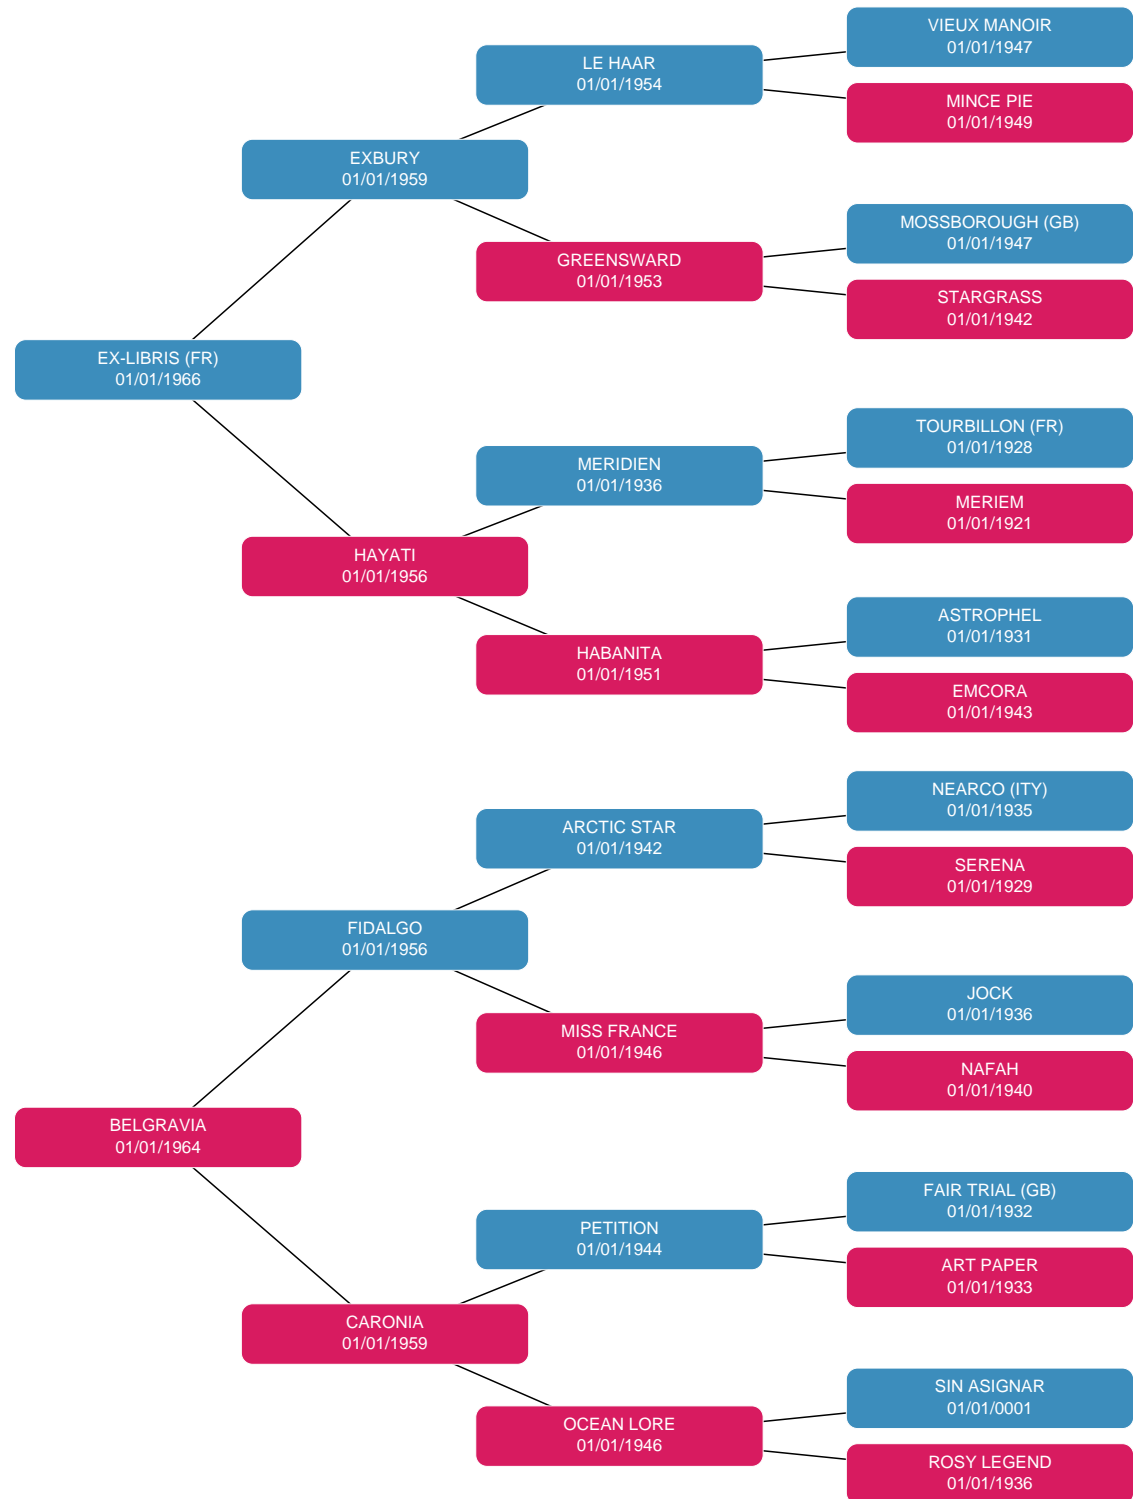 VIEUX MANOIR
01/01/1947
LE HAAR
01/01/1954
MINCE PIE
01/01/1949
EXBURY
01/01/1959
MOSSBOROUGH (GB)
01/01/1947
GREENSWARD
01/01/1953
STARGRASS
01/01/1942
EX-LIBRIS (FR)
01/01/1966
TOURBILLON (FR)
01/01/1928
MERIDIEN
01/01/1936
MERIEM
01/01/1921
HAYATI
01/01/1956
ASTROPHEL
01/01/1931
HABANITA
01/01/1951
EMCORA
01/01/1943
NEARCO (ITY)
01/01/1935
ARCTIC STAR
01/01/1942
SERENA
01/01/1929
FIDALGO
01/01/1956
JOCK
01/01/1936
MISS FRANCE
01/01/1946
NAFAH
01/01/1940
BELGRAVIA
01/01/1964
FAIR TRIAL (GB)
01/01/1932
PETITION
01/01/1944
ART PAPER
01/01/1933
CARONIA
01/01/1959
SIN ASIGNAR
01/01/0001
OCEAN LORE
01/01/1946
ROSY LEGEND
01/01/1936